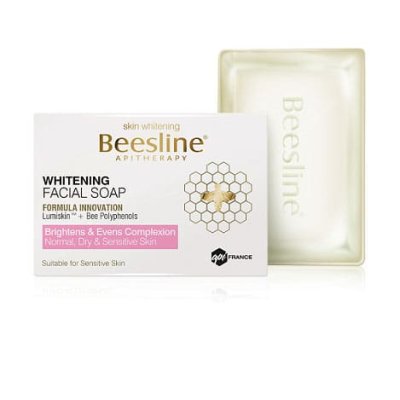 skin whitening
Beesline®
APITHERAPY
WHITENING
FACIAL SOAP
FORMULA INNOVATION
Lumiskin™ + Bee Polyphenols
Brightens & Evens Complexion
Normal, Dry & Sensitive Skin
Suitable for Sensitive Skin
FRANCE
Beesline®